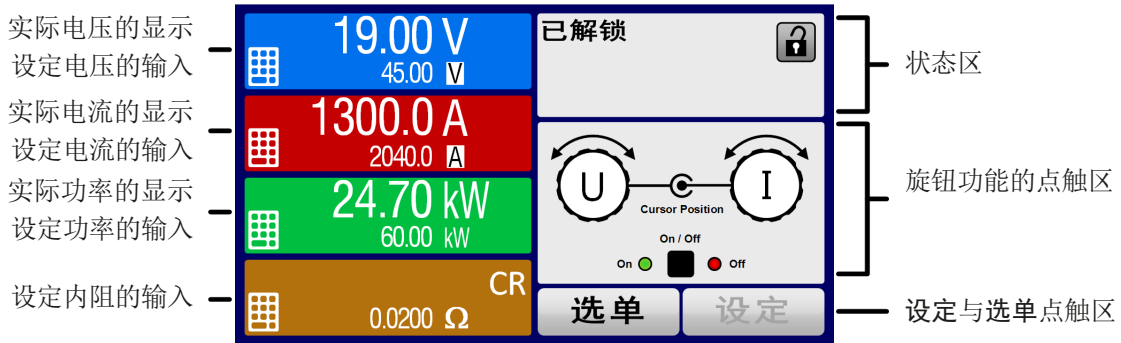 实际电压的显示
设定电压的输入
实际电流的显示
设定电流的输入
实际功率的显示
设定功率的输入
设定内阻的输入
19.00 V
45.00 V
1300.0 A
2040.0 A
24.70 kW
60.00 kW
CR
0.0200 Ω
已解锁
U
I
Cursor Position
On / Off
On
Off
选单
设定
状态区
旋钮功能的点触区
设定与选单点触区